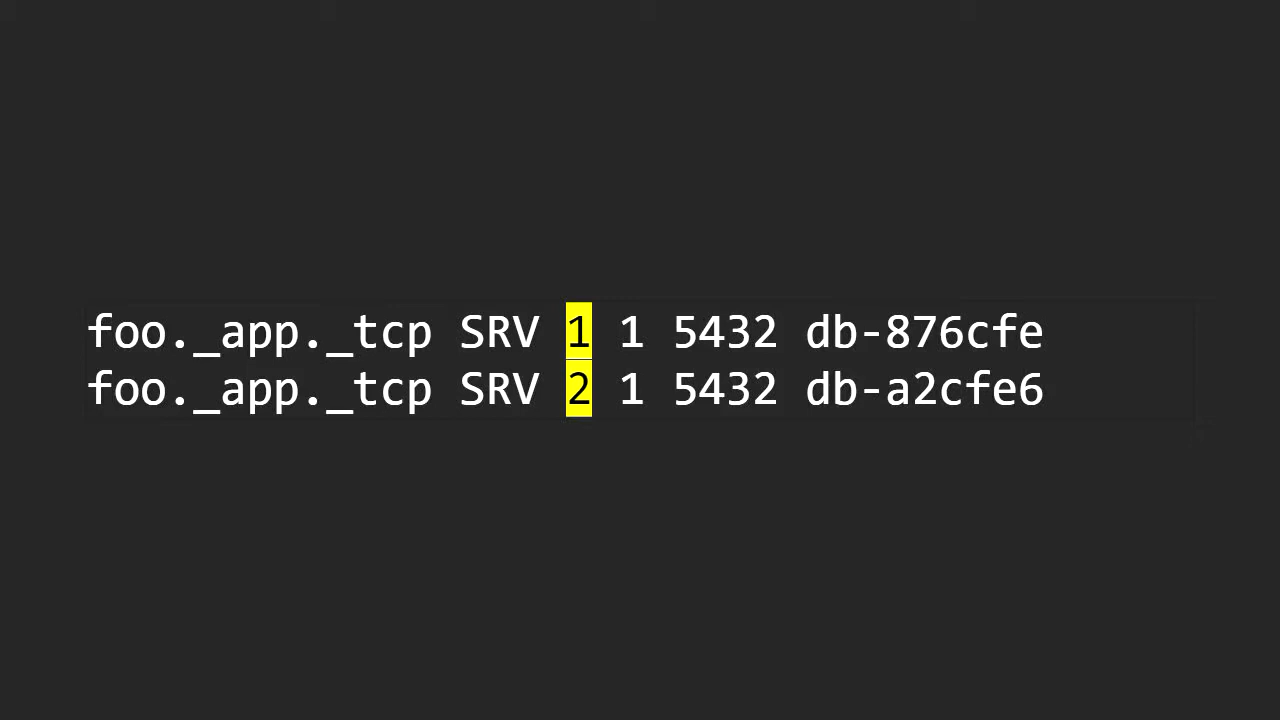 foo._app._tcp SRV 1 1 5432 db-876cfe
foo._app._tcp SRV 2 1 5432 db-a2cfe6